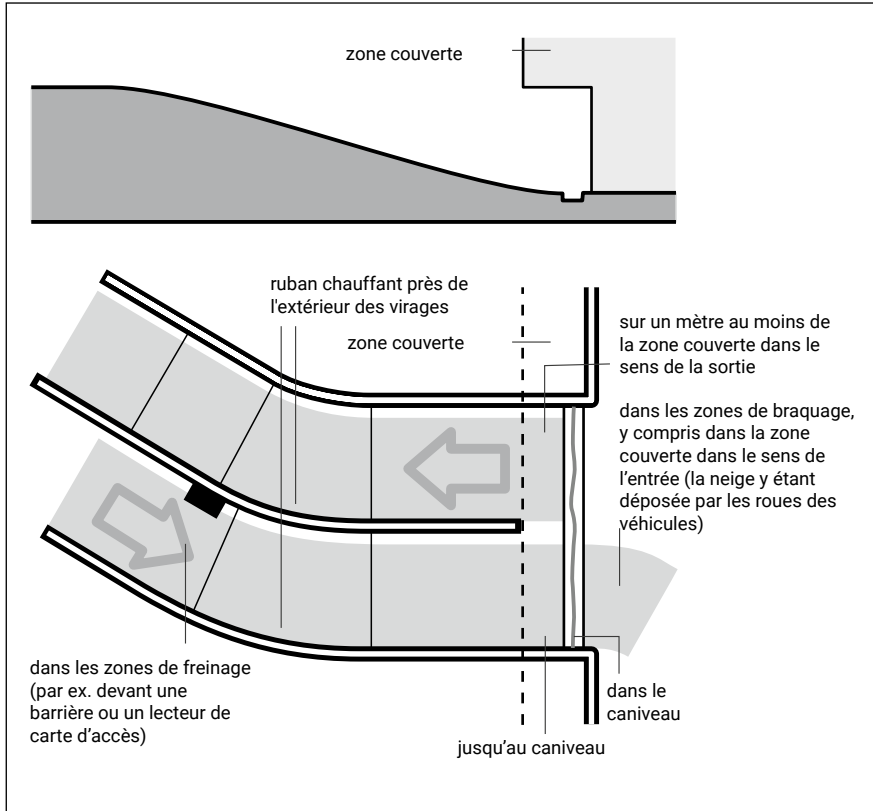 zone couverte
ruban chauffant près de
l'extérieur des virages
zone couverte
sur un mètre au moins de
la zone couverte dans le
sens de la sortie
dans les zones de braquage,
y compris dans la zone
couverte dans le sens de
l’entrée (la neige y étant
déposée par les roues des
véhicules)
dans les zones de freinage
(par ex. devant une
barrière ou un lecteur de
carte d’accès)
dans le
caniveau
jusqu’au caniveau